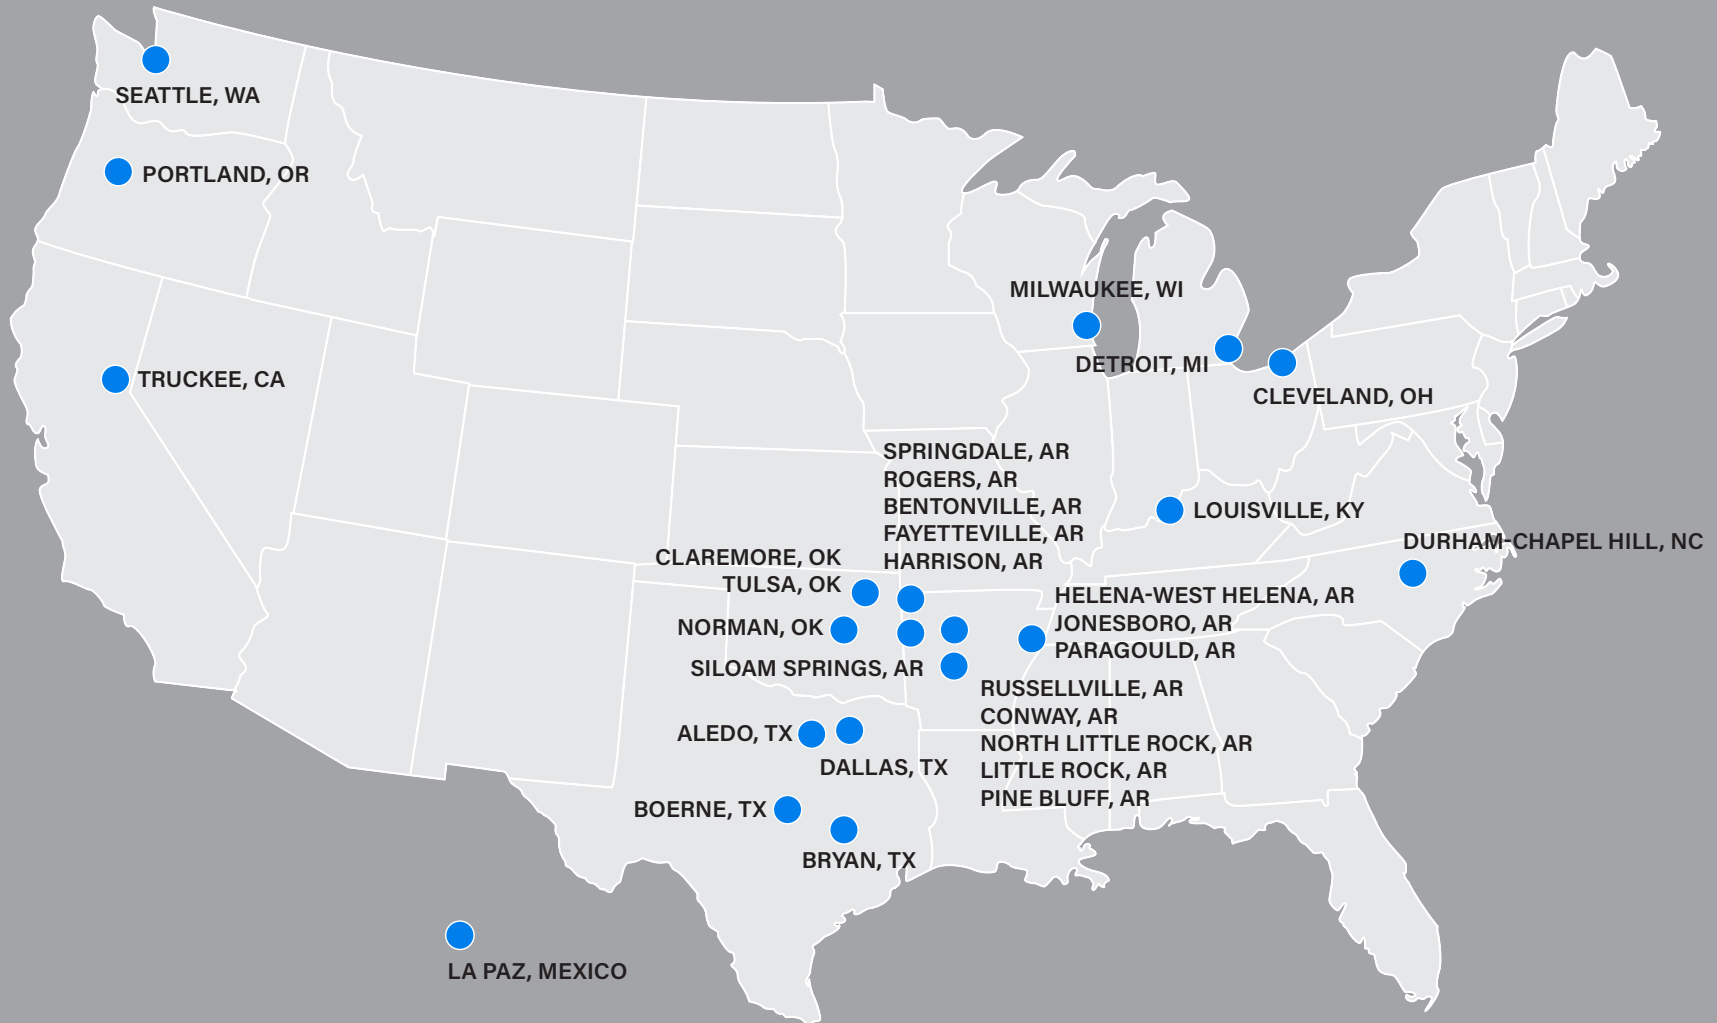 SEATTLE, WA
PORTLAND, OR
MILWAUKEE, WI
DETROIT, MI
TRUCKEE, CA
CLEVELAND, OH
SPRINGDALE, AR
ROGERS, AR
BENTONVILLE, AR
FAYETTEVILLE, AR
HARRISON, AR
LOUISVILLE, KY
DURHAM-CHAPEL HILL, NC
CLAREMORE, OK
TULSA, OK
HELENA-WEST HELENA, AR
JONESBORO, AR
PARAGOULD, AR
NORMAN, OK
SILOAM SPRINGS, AR
RUSSELLVILLE, AR
CONWAY, AR
NORTH LITTLE ROCK, AR
LITTLE ROCK, AR
PINE BLUFF, AR
ALEDO, TX
DALLAS, TX
BOERNE, TX
BRYAN, TX
LA PAZ, MEXICO